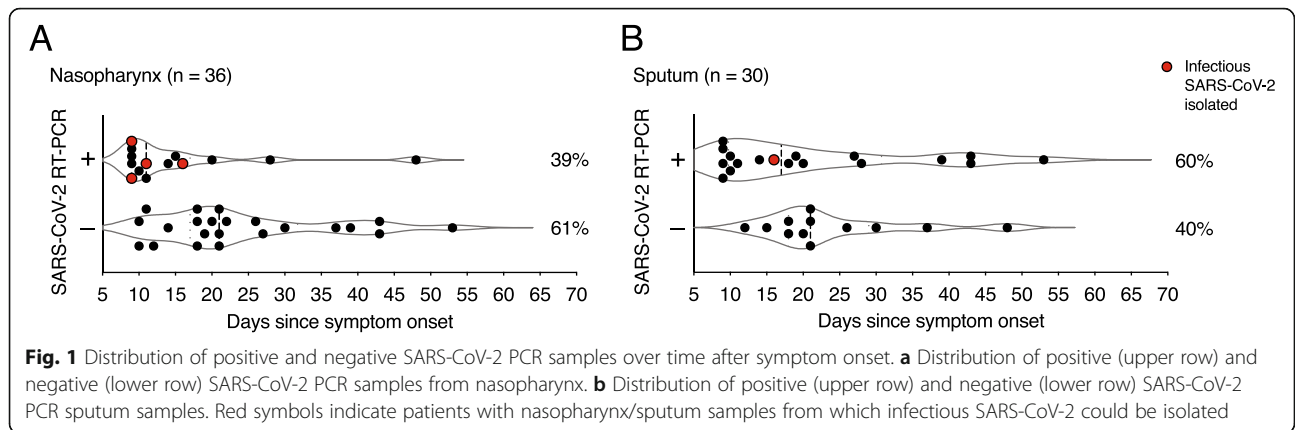 A
Nasopharynx (n = 36)
SARS-CoV-2 RT-PCR
+
39%
–
61%
5 10 15 20 25 30 35 40 45 50 55 60 65 70
Days since symptom onset
B
Sputum (n = 30)
Infectious
SARS-CoV-2
isolated
SARS-CoV-2 RT-PCR
+
60%
–
40%
5 10 15 20 25 30 35 40 45 50 55 60 65 70
Days since symptom onset
Fig. 1 Distribution of positive and negative SARS-CoV-2 PCR samples over time after symptom onset. a Distribution of positive (upper row) and
negative (lower row) SARS-CoV-2 PCR samples from nasopharynx. b Distribution of positive (upper row) and negative (lower row) SARS-CoV-2
PCR sputum samples. Red symbols indicate patients with nasopharynx/sputum samples from which infectious SARS-CoV-2 could be isolated